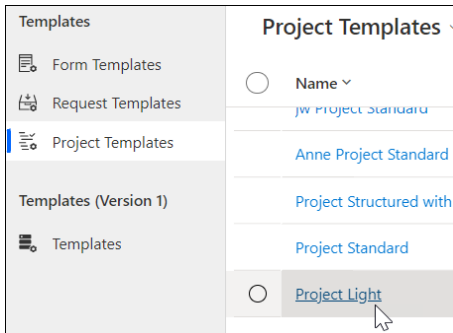 Templates
Form Templates
Request Templates
Project Templates
Templates (Version 1)
Templates
Project Templates
Name
jw Project Standard
Anne Project Standard
Project Structured with
Project Standard
Project Light